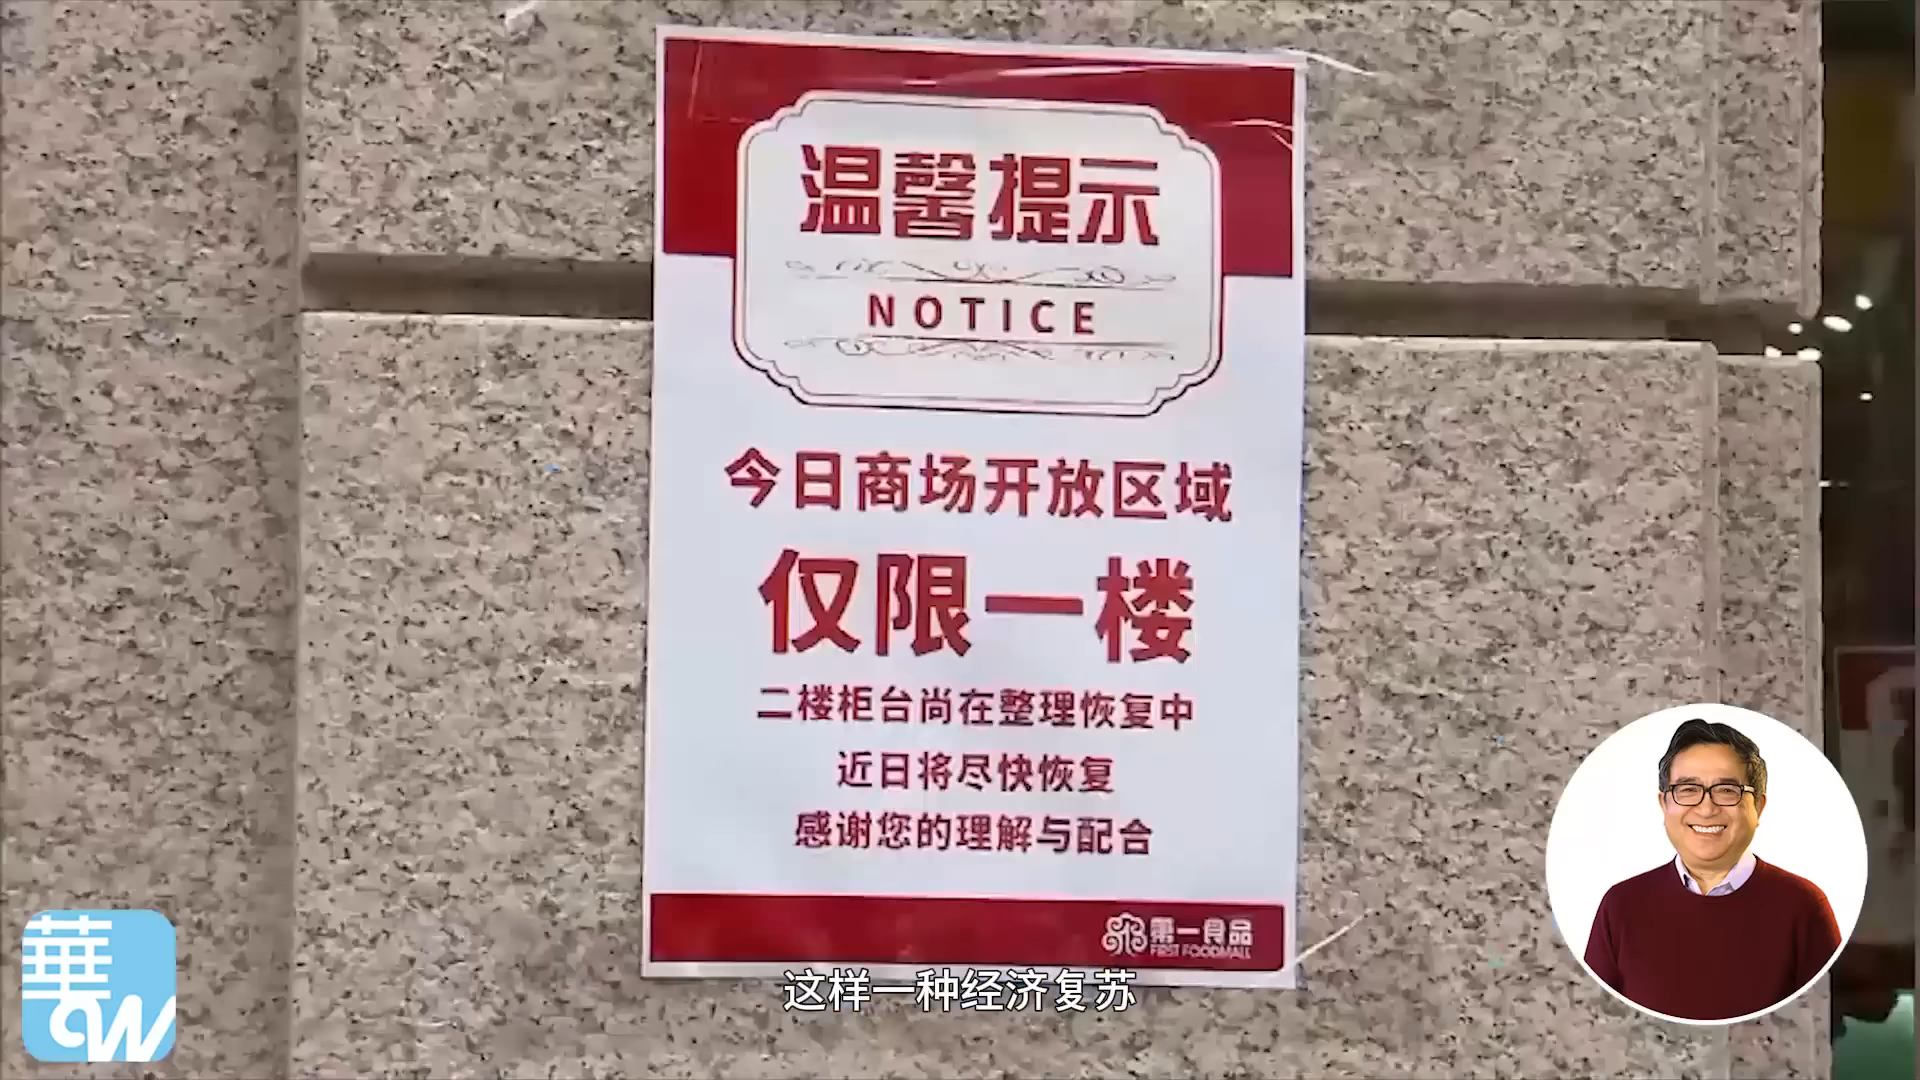 温馨提示
NOTICE
今日商场开放区域
仅限一楼
二楼柜台尚在整理恢复中
近日将尽快恢复
感谢您的理解与配合
第一食品
FIRST FOODMALL
这样一种经济复苏
華
W